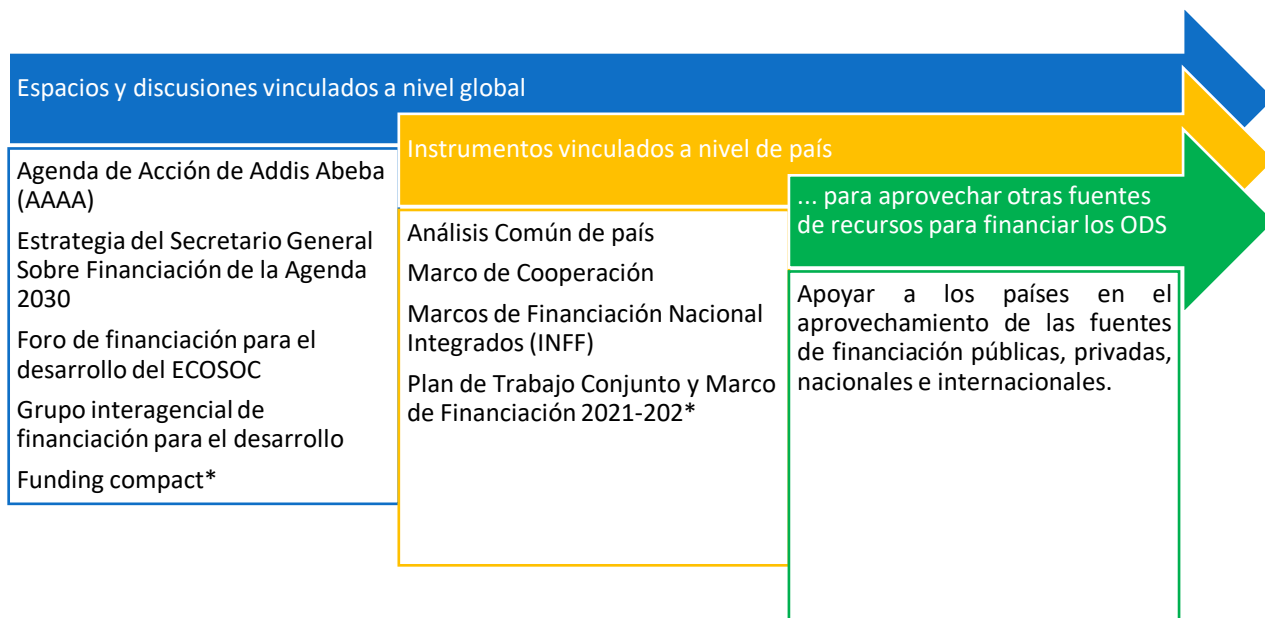 Espacios y discusiones vinculados a nivel global
Agenda de Acción de Addis Abeba
(AAAA)
Estrategia del Secretario General
Sobre Financiación de la Agenda
2030
Foro de financiación para el
desarrollo del ECOSOC
Grupo interagencial de
financiación para el desarrollo
Funding compact*
Instrumentos vinculados a nivel de país
Análisis Común de país
Marco de Cooperación
Marcos de Financiación Nacional
Integrados (INFF)
Plan de Trabajo Conjunto y Marco
de Financiación 2021-202*
... para aprovechar otras fuentes
de recursos para financiar los ODS
Apoyar a los países en el
aprovechamiento de las fuentes
de financiación públicas, privadas,
nacionales e internacionales.